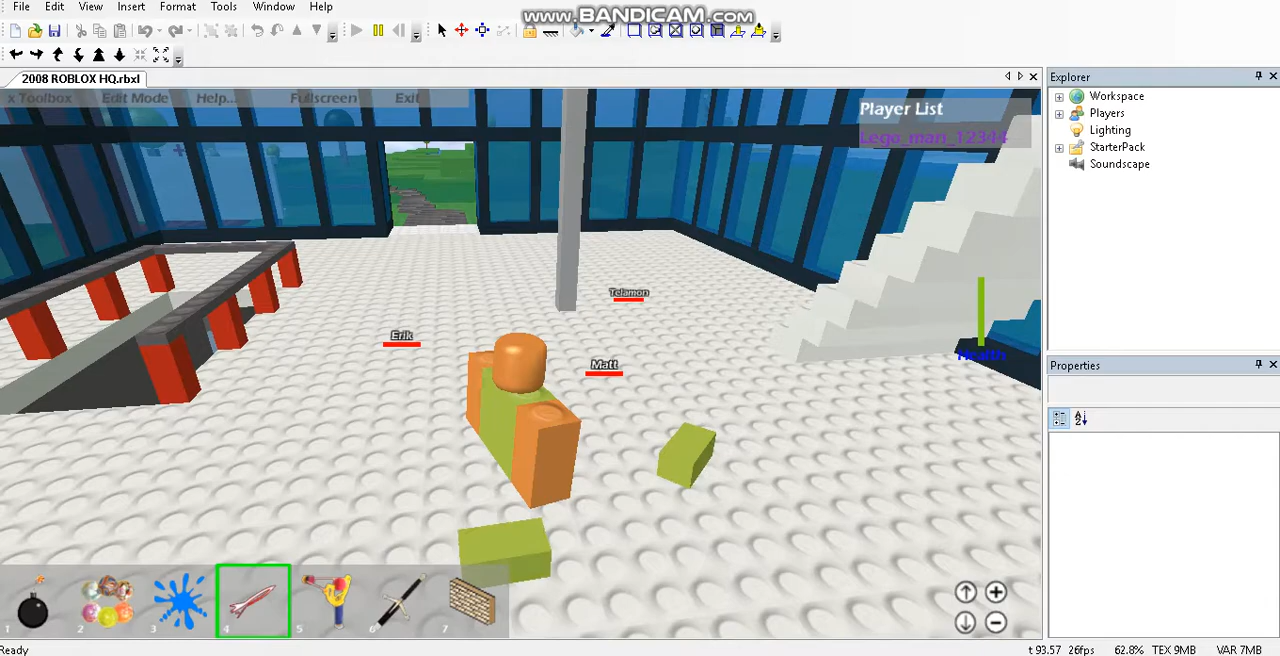 www.BANDICAM.com
File Edit View Insert Format Tools Window Help
2008 ROBLOX HQ.rbxl
x Toolbox Edit Mode Help... Fullscreen Exit
Player List
Lego_mars_12344
Telamon
Erik
Matt
Health
1 2 3 4 5 6 7
Explorer
Workspace
Players
Lighting
StarterPack
Soundscape
Properties
Ready
t 93.57 26fps 62.8% TEX 9MB VAR 7MB